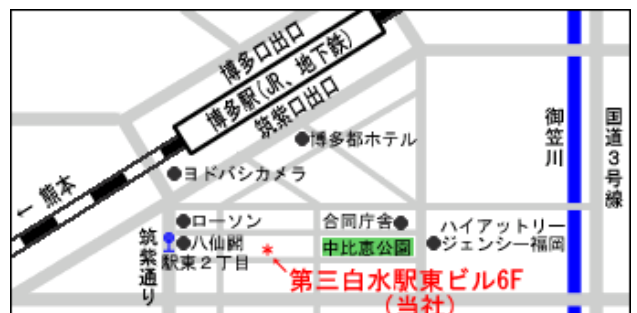 博多口出口
博多駅(JR、地下鉄)
筑紫口出口
●博多都ホテル
●ヨドバシカメラ
← 熊本
御笠川
国道3号線
●ローソン
合同庁舎●
ハイアットリー
●ジェンシー福岡
●八仙閣
中比恵公園
筑紫通り
駅東2丁目
*
第三白水駅東ビル6F
(当社)